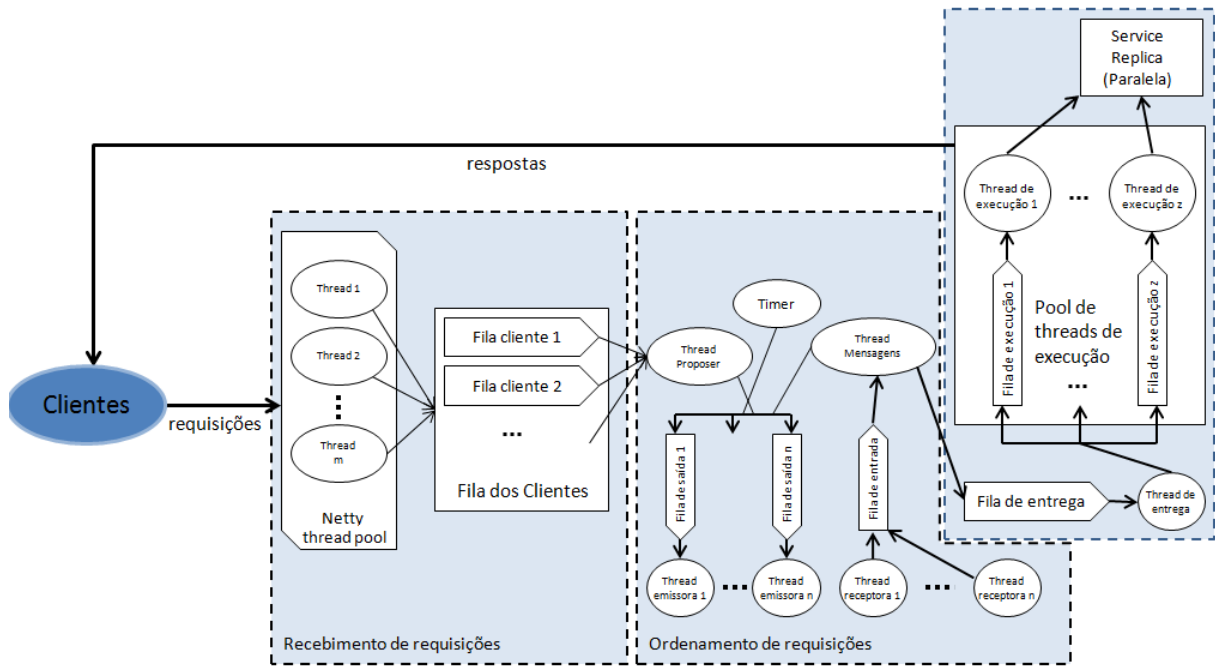 Clientes
requisições
respostas
Thread 1
Thread 2
Thread
m
Netty
thread pool
Fila cliente 1
Fila cliente 2
...
Fila dos Clientes
Recebimento de requisições
Timer
Thread
Proposer
Thread
Mensagens
Fila de saída 1
Fila de saída n
Fila de entrada
Thread
emissora 1
Thread
emissora n
Thread
receptora 1
Thread
receptora n
Ordenamento de requisições
Service
Replica
(Paralela)
Thread de
execução 1
...
Thread de
execução z
Fila de execução 1
Pool de
threads de
execução
...
Fila de execução z
Fila de entrega
Thread de
entrega